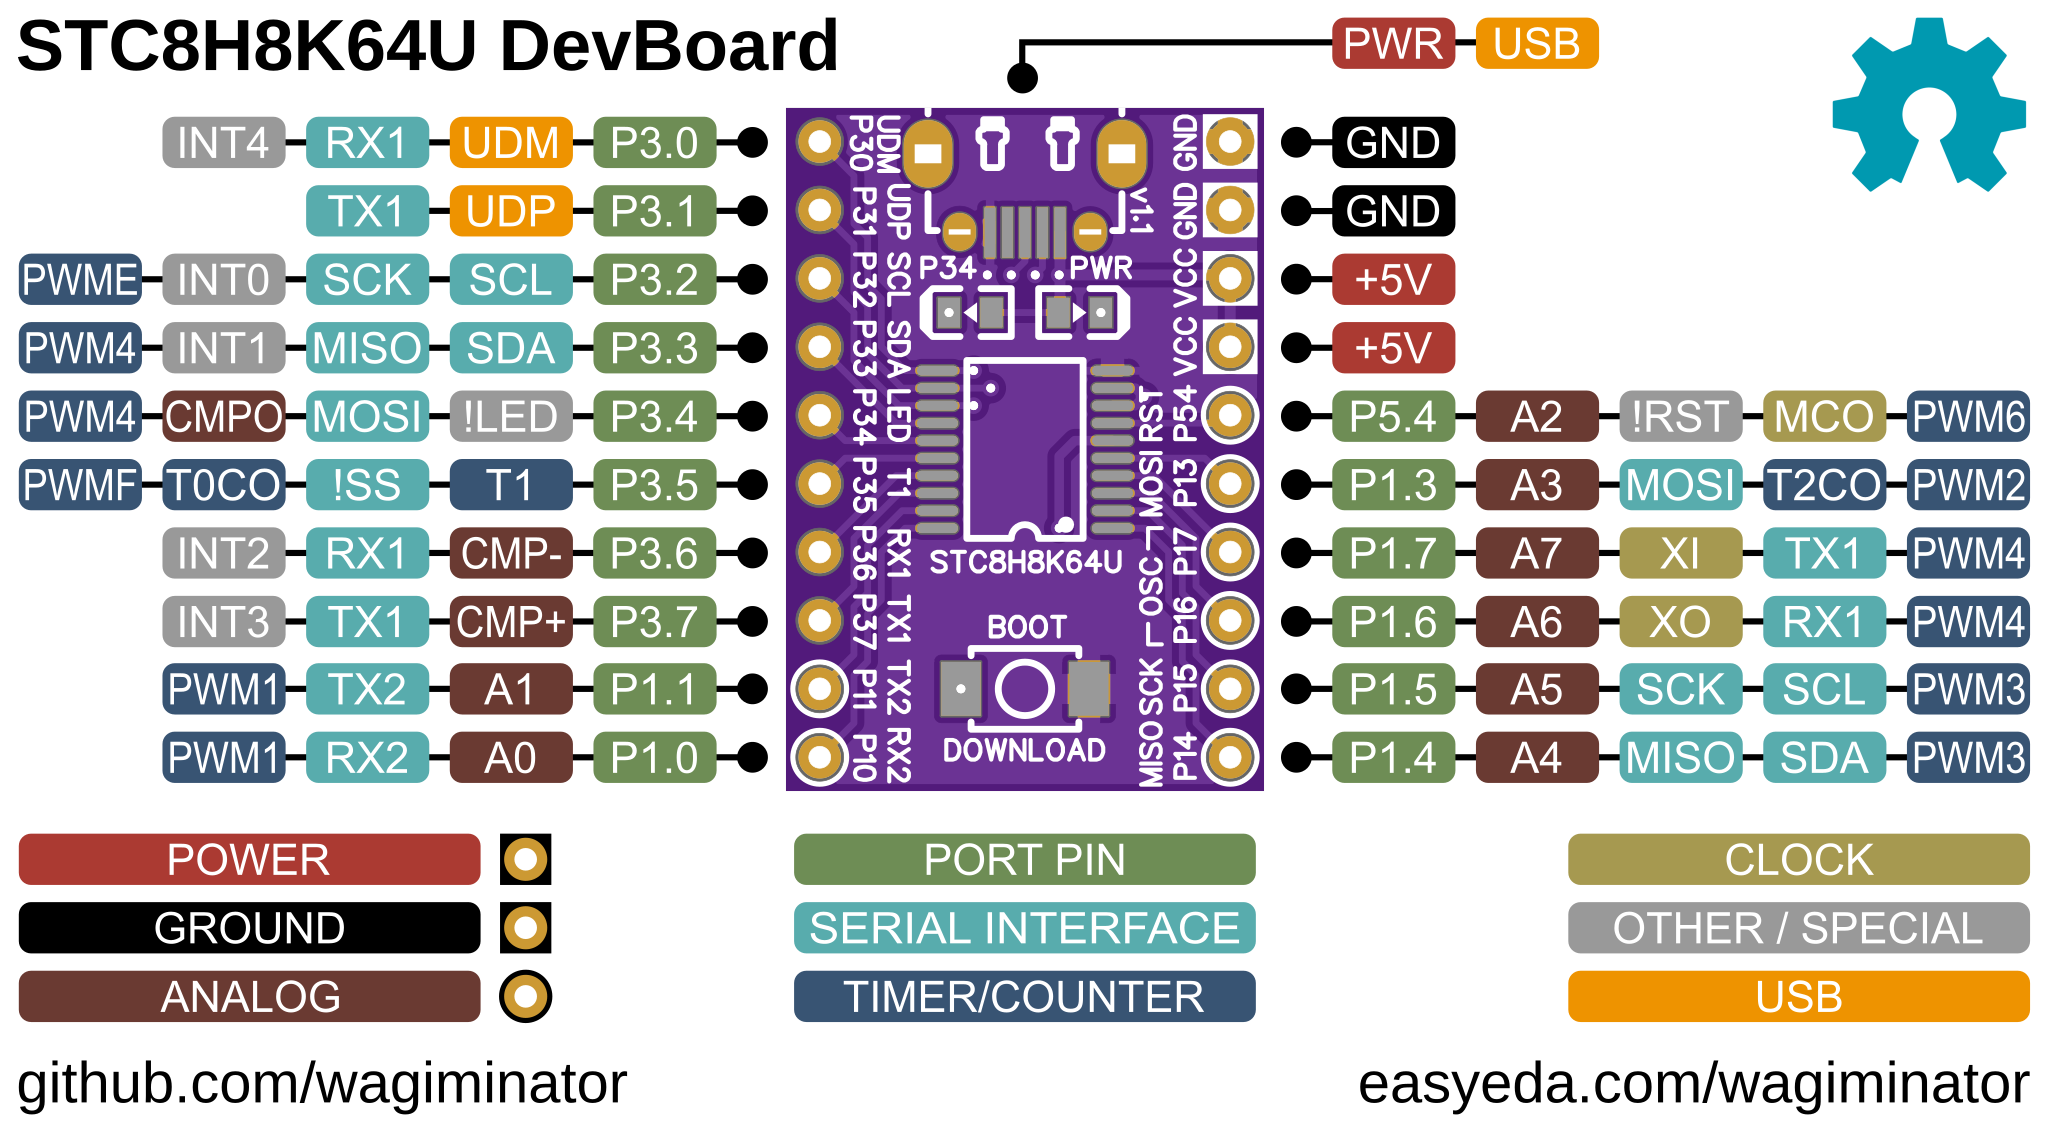 STC8H8K64U DevBoard
PWR USB
INT4 RX1 UDM P3.0
TX1 UDP P3.1
PWME INT0 SCK SCL P3.2
PWM4 INT1 MISO SDA P3.3
PWM4 CMPO MOSI !LED P3.4
PWMF T0CO !SS T1 P3.5
INT2 RX1 CMP- P3.6
INT3 TX1 CMP+ P3.7
PWM1 TX2 A1 P1.1
PWM1 RX2 A0 P1.0
UDM UDP SCL SDA LED T1 RX1 TX1 TX2 RX2
P30 P31 P32 P33 P34 P35 P36 P37 P11 P10
v1.1
P34 PWR
STC8H8K64U
BOOT
DOWNLOAD
MISO SCK OSC MOSI RST
P14 P15 P16 P17 P13 P54 VCC VCC GND GND
GND
GND
+5V
+5V
P5.4 A2 !RST MCO PWM6
P1.3 A3 MOSI T2CO PWM2
P1.7 A7 XI TX1 PWM4
P1.6 A6 XO RX1 PWM4
P1.5 A5 SCK SCL PWM3
P1.4 A4 MISO SDA PWM3
POWER
GROUND
ANALOG
PORT PIN
SERIAL INTERFACE
TIMER/COUNTER
CLOCK
OTHER / SPECIAL
USB
github.com/wagiminator
easyeda.com/wagiminator